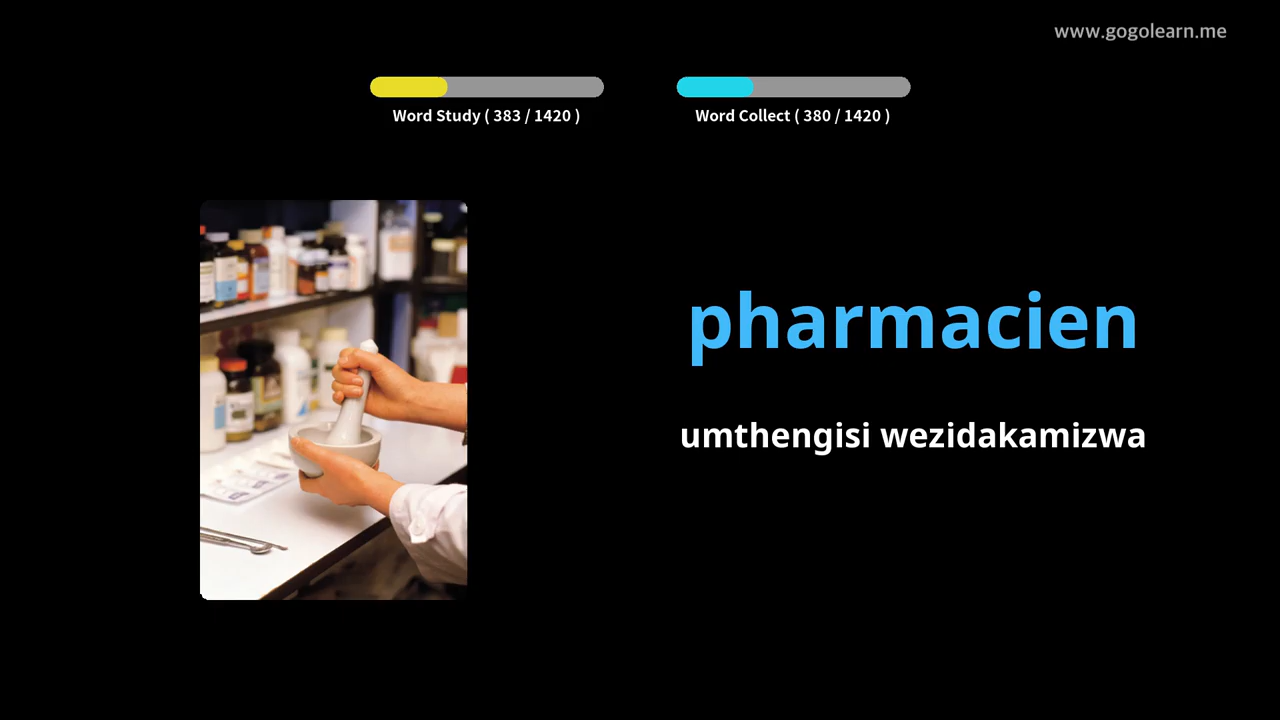 www.gogolearn.me
Word Study ( 383 / 1420 )
Word Collect ( 380 / 1420 )
pharmacien
umthengisi wezidakamizwa